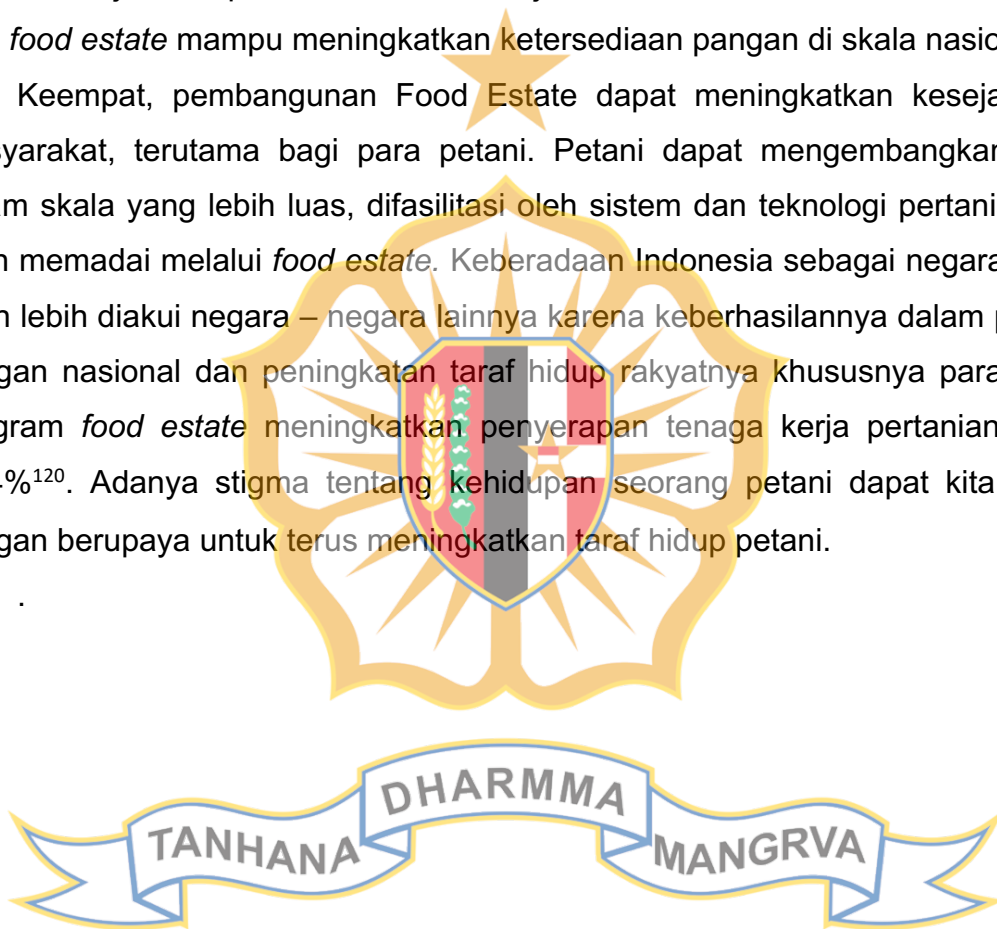 food estate mampu meningkatkan ketersediaan pangan di skala nasio
Keempat, pembangunan Food Estate dapat meningkatkan keseja
syarakat, terutama bagi para petani. Petani dapat mengembangkan
m skala yang lebih luas, difasilitasi oleh sistem dan teknologi pertani
n memadai melalui food estate. Keberadaan Indonesia sebagai negara
n lebih diakui negara – negara lainnya karena keberhasilannya dalam p
gan nasional dan peningkatan taraf hidup rakyatnya khususnya para
gram food estate meningkatkan penyerapan tenaga kerja pertanian
%¹²⁰. Adanya stigma tentang kehidupan seorang petani dapat kita
gan berupaya untuk terus meningkatkan taraf hidup petani.
.
TANHANA DHARMMA MANGRVA